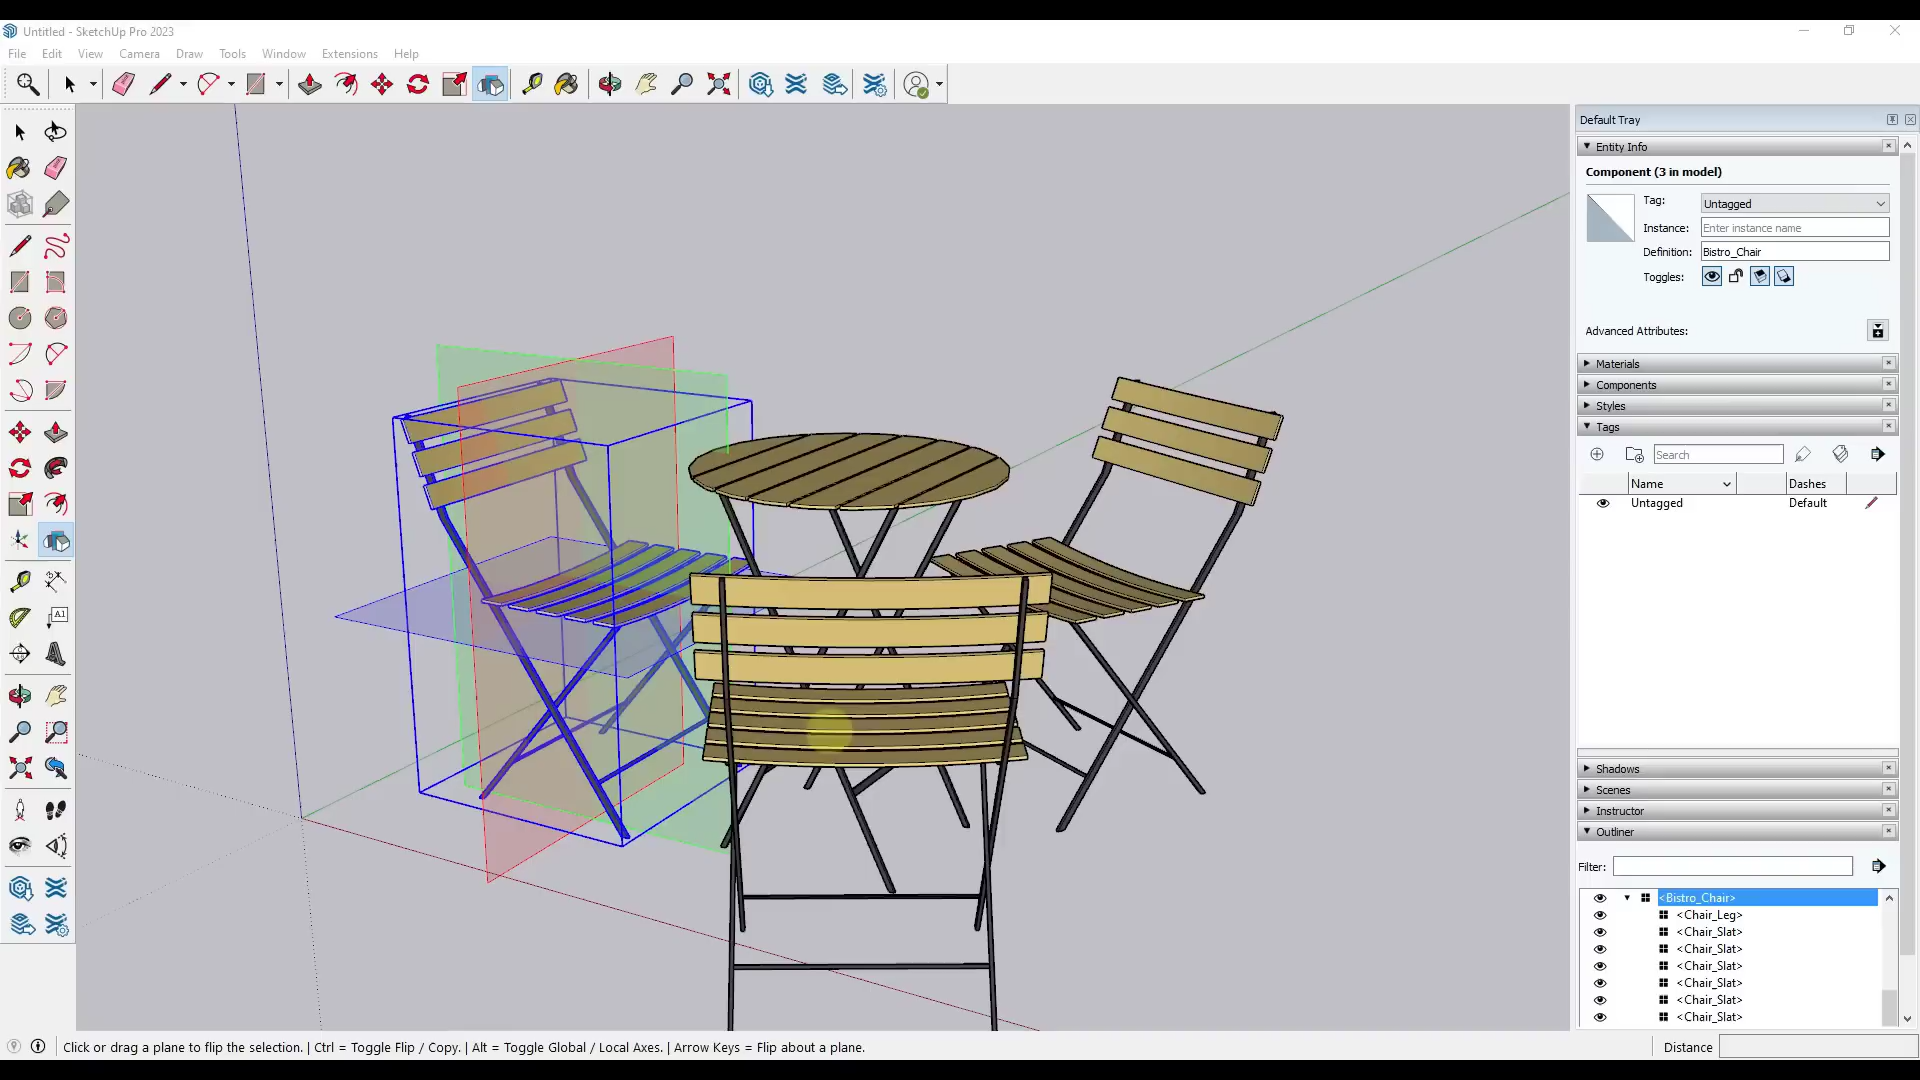 Untitled - SketchUp Pro 2023
File Edit View Camera Draw Tools Window Extensions Help
Default Tray
Entity Info
Component (3 in model)
Tag: Untagged
Instance: Enter instance name
Definition: Bistro_Chair
Toggles:
Advanced Attributes:
Materials
Components
Styles
Tags
Search
Name Dashes
Untagged Default
Shadows
Scenes
Instructor
Outliner
Filter:
<Bistro_Chair>
<Chair_Leg>
<Chair_Slat>
<Chair_Slat>
<Chair_Slat>
<Chair_Slat>
<Chair_Slat>
<Chair_Slat>
A1
Click or drag a plane to flip the selection. | Ctrl = Toggle Flip / Copy. | Alt = Toggle Global / Local Axes. | Arrow Keys = Flip about a plane.
Distance